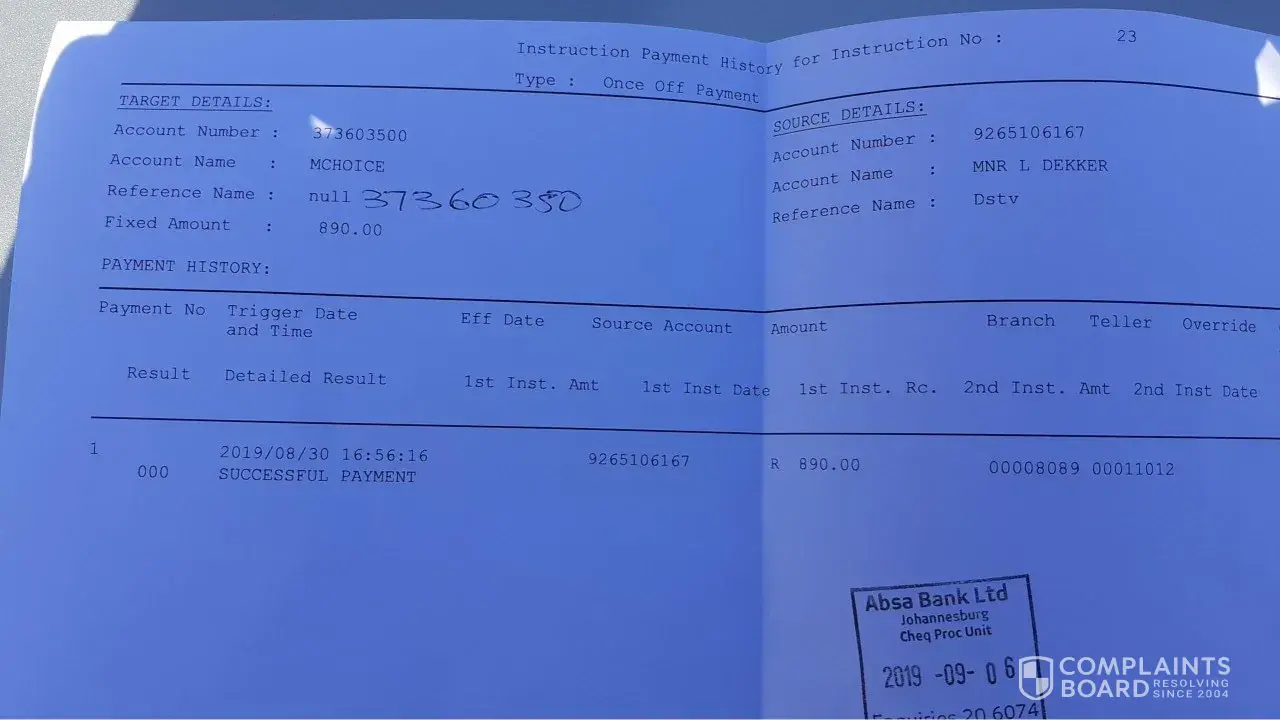 Instruction Payment History for Instruction No : 23
Type : Once Off Payment
TARGET DETAILS:
Account Number : 373603500
Account Name : MCHOICE
Reference Name : null 37360350
Fixed Amount : 890.00
SOURCE DETAILS:
Account Number : 9265106167
Account Name : MNR L DEKKER
Reference Name : Dstv
PAYMENT HISTORY:
Payment No Trigger Date Eff Date Source Account Amount Branch Teller Override
and Time
Result Detailed Result 1st Inst. Amt 1st Inst Date 1st Inst. Rc. 2nd Inst. Amt 2nd Inst Date
1 2019/08/30 16:56:16 9265106167 R 890.00 00008089 00011012
000 SUCCESSFUL PAYMENT
Absa Bank Ltd
Johannesburg
Cheq Proc Unit
2019 -09- 06
Enquiries 20 6074
COMPLAINTS
BOARD RESOLVING
SINCE 2004